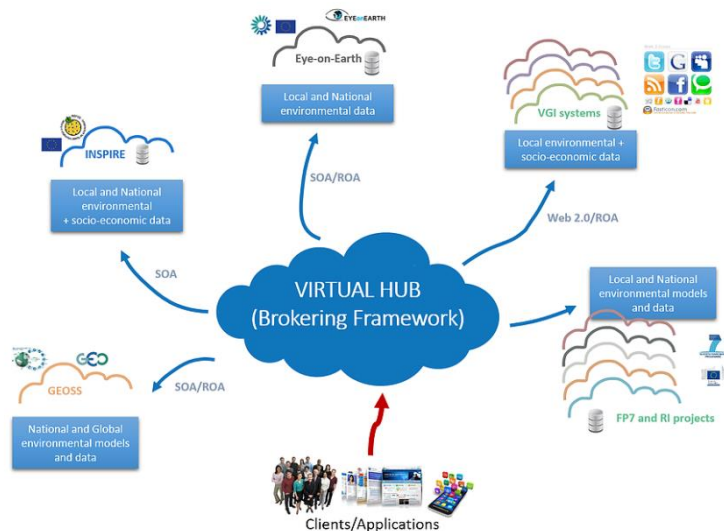 EYEonEARTH
Eye-on-Earth
Local and National
environmental data
SOA/ROA
VGI systems
Local environmental +
socio-economic data
Web 2.0/ROA
INSPIRE
Local and National
environmental
+ socio-economic data
SOA
VIRTUAL HUB
(Brokering Framework)
Local and National
environmental models
and data
7
FP7 and RI projects
GEO
GEOSS
SOA/ROA
National and Global
environmental models
and data
Clients/Applications